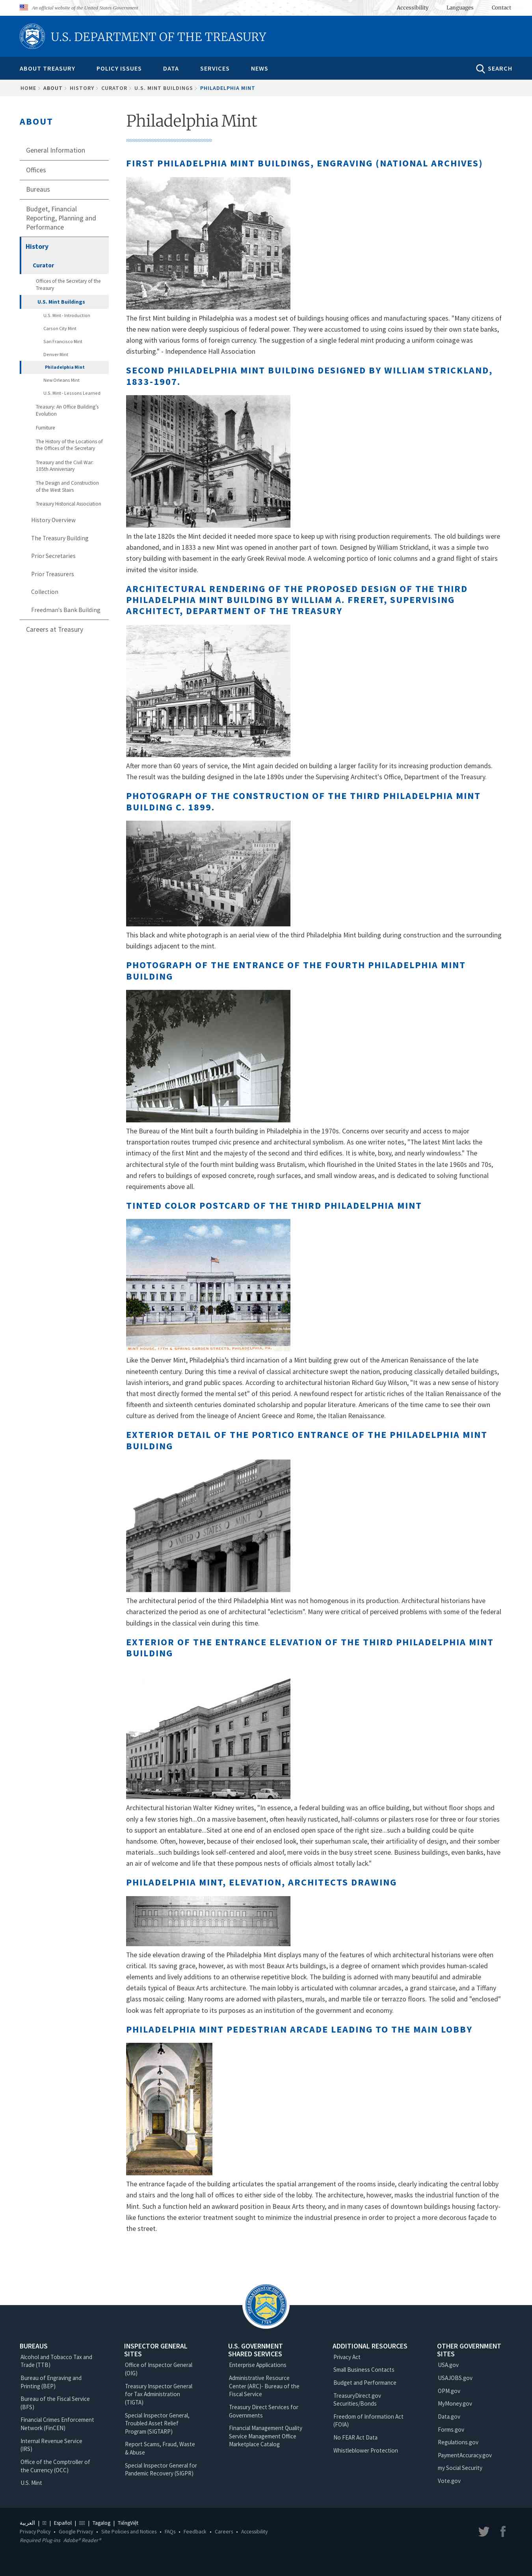 An official website of the United States Government
Accessibility
Languages
Contact
U.S. DEPARTMENT OF THE TREASURY
ABOUT TREASURY
POLICY ISSUES
DATA
SERVICES
NEWS
SEARCH
HOME › ABOUT › HISTORY › CURATOR › U.S. MINT BUILDINGS › PHILADELPHIA MINT
ABOUT
General Information
Offices
Bureaus
Budget, Financial
Reporting, Planning and
Performance
History
Curator
Offices of the Secretary of the
Treasury
U.S. Mint Buildings
U.S. Mint - Introduction
Carson City Mint
San Francisco Mint
Denver Mint
Philadelphia Mint
New Orleans Mint
U.S. Mint - Lessons Learned
Treasury: An Office Building's
Evolution
Furniture
The History of the Locations of
the Offices of the Secretary
Treasury and the Civil War:
105th Anniversary
The Design and Construction
of the West Stairs
Treasury Historical Association
History Overview
The Treasury Building
Prior Secretaries
Prior Treasurers
Collection
Freedman's Bank Building
Careers at Treasury
Philadelphia Mint
FIRST PHILADELPHIA MINT BUILDINGS, ENGRAVING (NATIONAL ARCHIVES)
The first Mint building in Philadelphia was a modest set of buildings housing offices and manufacturing spaces. "Many citizens of
the new nation were deeply suspicious of federal power. They were used to using coins issued by their own state banks,
along with various forms of foreign currency. The suggestion of a single federal mint producing a uniform coinage was
disturbing." - Independence Hall Association
SECOND PHILADELPHIA MINT BUILDING DESIGNED BY WILLIAM STRICKLAND,
1833-1907.
In the late 1820s the Mint decided it needed more space to keep up with rising production requirements. The old buildings were
abandoned, and in 1833 a new Mint was opened in another part of town. Designed by William Strickland, it was a simple two
story building with basement in the early Greek Revival mode. A welcoming portico of Ionic columns and a grand flight of stairs
invited the visitor inside.
ARCHITECTURAL RENDERING OF THE PROPOSED DESIGN OF THE THIRD
PHILADELPHIA MINT BUILDING BY WILLIAM A. FRERET, SUPERVISING
ARCHITECT, DEPARTMENT OF THE TREASURY
After more than 60 years of service, the Mint again decided on building a larger facility for its increasing production demands.
The result was the building designed in the late 1890s under the Supervising Architect's Office, Department of the Treasury.
PHOTOGRAPH OF THE CONSTRUCTION OF THE THIRD PHILADELPHIA MINT
BUILDING C. 1899.
This black and white photograph is an aerial view of the third Philadelphia Mint building during construction and the surrounding
buildings adjacent to the mint.
PHOTOGRAPH OF THE ENTRANCE OF THE FOURTH PHILADELPHIA MINT
BUILDING
The Bureau of the Mint built a fourth building in Philadelphia in the 1970s. Concerns over security and access to major
transportation routes trumped civic presence and architectural symbolism. As one writer notes, "The latest Mint lacks the
intimacy of the first Mint and the majesty of the second and third edifices. It is white, boxy, and nearly windowless." The
architectural style of the fourth mint building was Brutalism, which flourished in the United States in the late 1960s and 70s,
and refers to buildings of exposed concrete, rough surfaces, and small window areas, and is dedicated to solving functional
requirements above all.
TINTED COLOR POSTCARD OF THE THIRD PHILADELPHIA MINT
MINT HOUSE, 17TH & SPRING GARDEN STREETS, PHILADELPHIA, PA.
Like the Denver Mint, Philadelphia's third incarnation of a Mint building grew out of the American Renaissance of the late
nineteenth century. During this time a revival of classical architecture swept the nation, producing classically detailed buildings,
lavish interiors, and grand public spaces. According to architectural historian Richard Guy Wilson, "It was a new style of art that
that most directly formed the mental set" of this period. A newfound respect for artistic riches of the Italian Renaissance of the
fifteenth and sixteenth centuries dominated scholarship and popular literature. Americans of the time came to see their own
culture as derived from the lineage of Ancient Greece and Rome, the Italian Renaissance.
EXTERIOR DETAIL OF THE PORTICO ENTRANCE OF THE PHILADELPHIA MINT
BUILDING
UNITED STATES MINT
The architectural period of the third Philadelphia Mint was not homogenous in its production. Architectural historians have
characterized the period as one of architectural "eclecticism". Many were critical of perceived problems with some of the federal
buildings in the classical vein during this time.
EXTERIOR OF THE ENTRANCE ELEVATION OF THE THIRD PHILADELPHIA MINT
BUILDING
Architectural historian Walter Kidney writes, "In essence, a federal building was an office building, but without floor shops and
only a few stories high...On a massive basement, often heavily rusticated, half-columns or pilasters rose for three or four stories
to support an entablature...Sited at onto or an end of an enclosed open space of the right size...such a building could be quite
handsome. Often, however, because of their enclosed look, their superhuman scale, their artificiality of design, and their somber
materials...such buildings look self-centered and aloof, mere voids in the busy street scene. Business buildings, even banks, have
an air of welcome and life that these pompous nests of officials almost totally lack."
PHILADELPHIA MINT, ELEVATION, ARCHITECTS DRAWING
The side elevation drawing of the Philadelphia Mint displays many of the features of which architectural historians were often
critical. Its saving grace, however, as with most Beaux Arts buildings, is a degree of ornament which provides human-scaled
elements and lively additions to an otherwise repetitive block. The building is adorned with many beautiful and admirable
details typical of Beaux Arts architecture. The main lobby is articulated with columnar arcades, a grand staircase, and a Tiffany
glass mosaic ceiling. Many rooms are adorned with pilasters, murals, and marble tile or terrazzo floors. The solid and "enclosed"
look was felt appropriate to its purposes as an institution of the government and economy.
PHILADELPHIA MINT PEDESTRIAN ARCADE LEADING TO THE MAIN LOBBY
The entrance façade of the building articulates the spatial arrangement of the rooms inside, clearly indicating the central lobby
and stairs and the long hall of offices to either side of the lobby. The architecture, however, masks the industrial function of the
Mint. Such a function held an awkward position in Beaux Arts theory, and in many cases of downtown buildings housing factory-
like functions the exterior treatment sought to minimize the industrial presence in order to project a more decorous façade to
the street.
BUREAUS
Alcohol and Tobacco Tax and
Trade (TTB)
Bureau of Engraving and
Printing (BEP)
Bureau of the Fiscal Service
(BFS)
Financial Crimes Enforcement
Network (FinCEN)
Internal Revenue Service
(IRS)
Office of the Comptroller of
the Currency (OCC)
U.S. Mint
INSPECTOR GENERAL
SITES
Office of Inspector General
(OIG)
Treasury Inspector General
for Tax Administration
(TIGTA)
Special Inspector General,
Troubled Asset Relief
Program (SIGTARP)
Report Scams, Fraud, Waste
& Abuse
Special Inspector General for
Pandemic Recovery (SIGPR)
U.S. GOVERNMENT
SHARED SERVICES
Enterprise Applications
Administrative Resource
Center (ARC)- Bureau of the
Fiscal Service
Treasury Direct Services for
Governments
Financial Management Quality
Service Management Office
Marketplace Catalog
ADDITIONAL RESOURCES
Privacy Act
Small Business Contacts
Budget and Performance
TreasuryDirect.gov
Securities/Bonds
Freedom of Information Act
(FOIA)
No FEAR Act Data
Whistleblower Protection
OTHER GOVERNMENT
SITES
USA.gov
USAJOBS.gov
OPM.gov
MyMoney.gov
Data.gov
Forms.gov
Regulations.gov
PaymentAccuracy.gov
my Social Security
Vote.gov
العربية | | Español | | Tagalog | TiếngViệt
Privacy Policy • Google Privacy • Site Policies and Notices • FAQs • Feedback • Careers • Accessibility
Required Plug-ins Adobe® Reader®